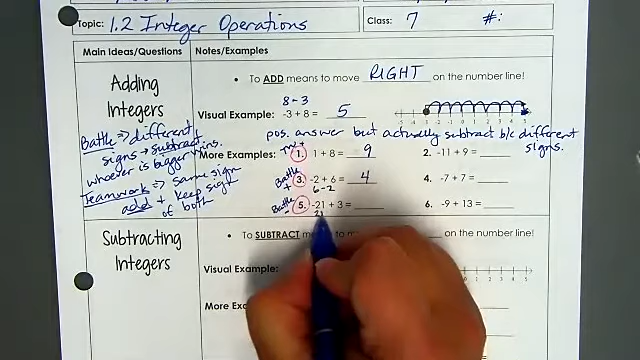 Topic: 1.2 Integer Operations
Class: 7 #:
Main Ideas/Questions
Notes/Examples
Adding
Integers
• To ADD means to move RIGHT on the number line!
8-3
Visual Example: -3 + 8 = 5
pos. answer but actually subtract b/c different
signs.
Battle => different
signs → subtract
whoever is bigger wins.
Teamwork => same sign
add + keep sign
of both
More Examples: 1. 1 + 8 = 9
2. -11 + 9 =
Battle
+
3. -2 + 6 = 4
6-2
4. -7 + 7 =
Battle
-
5. -21 + 3 =
21
6. -9 + 13 =
Subtracting
Integers
• To SUBTRACT on the number line!
Visual Example:
More Ex